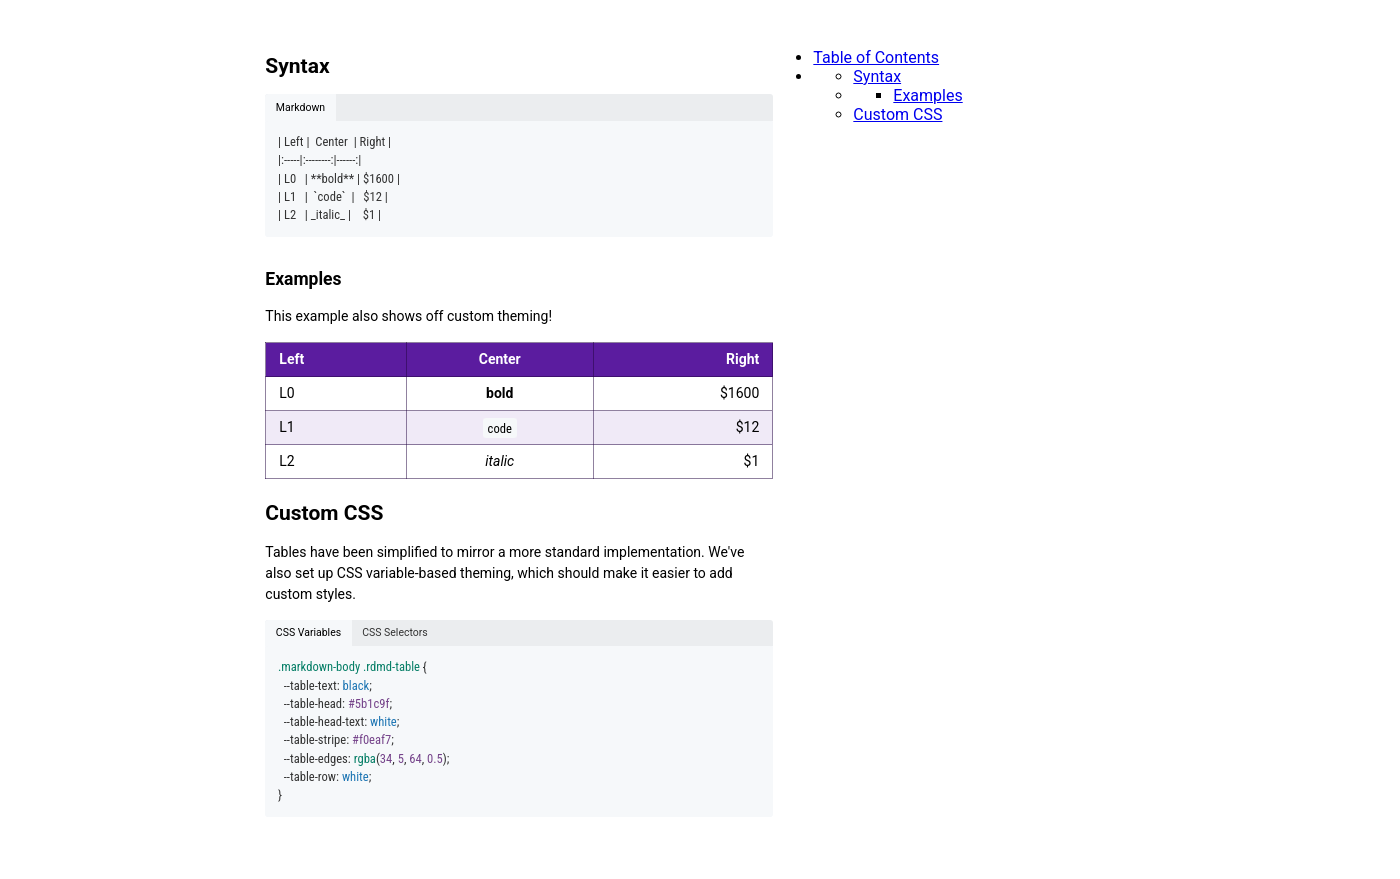 Syntax
Markdown
| Left |  Center  | Right |
|:-----|:--------:|------:|
| L0   | **bold** | $1600 |
| L1   |  `code`  |   $12 |
| L2   | _italic_ |    $1 |
Examples
This example also shows off custom theming!
Left Center Right
L0 bold $1600
L1 code $12
L2 italic $1
Custom CSS
Tables have been simplified to mirror a more standard implementation. We've
also set up CSS variable-based theming, which should make it easier to add
custom styles.
CSS Variables CSS Selectors
.markdown-body .rdmd-table {
  --table-text: black;
  --table-head: #5b1c9f;
  --table-head-text: white;
  --table-stripe: #f0eaf7;
  --table-edges: rgba(34, 5, 64, 0.5);
  --table-row: white;
}
Table of Contents
Syntax
Examples
Custom CSS